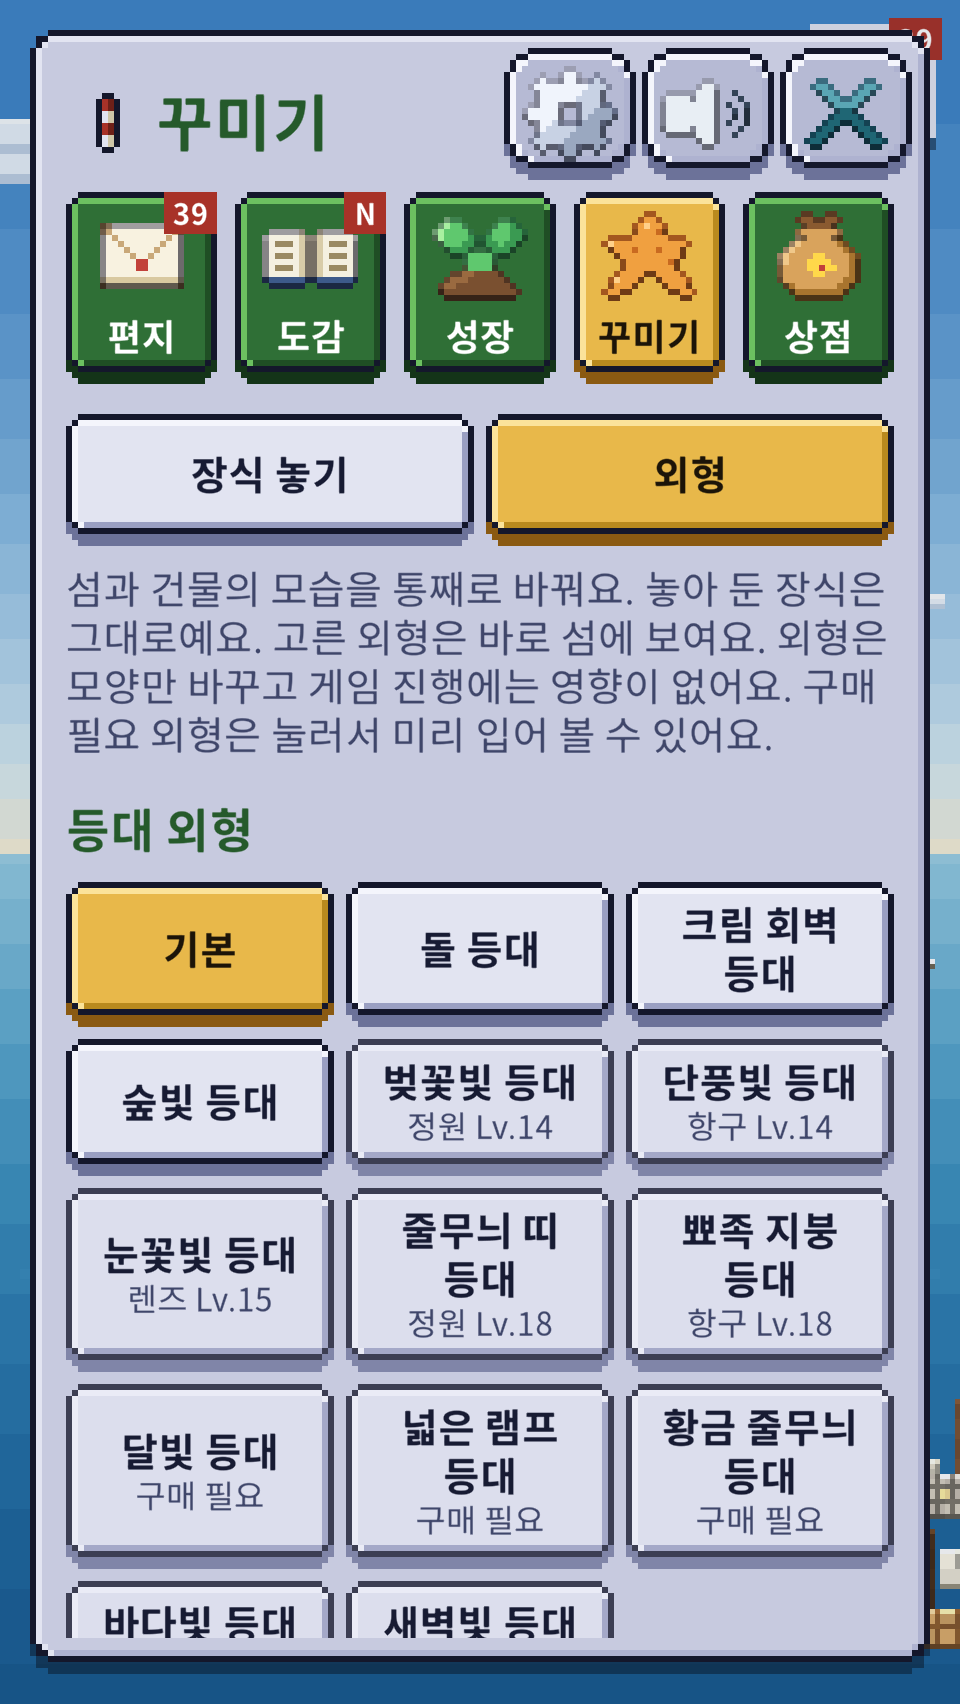 꾸미기
39
39
N
편지
도감
성장
꾸미기
상점
장식 놓기
외형
섬과 건물의 모습을 통째로 바꿔요. 놓아 둔 장식은
그대로예요. 고른 외형은 바로 섬에 보여요. 외형은
모양만 바꾸고 게임 진행에는 영향이 없어요. 구매
필요 외형은 눌러서 미리 입어 볼 수 있어요.
등대 외형
기본
돌 등대
크림 회벽
등대
숲빛 등대
벚꽃빛 등대
정원 Lv.14
단풍빛 등대
항구 Lv.14
눈꽃빛 등대
렌즈 Lv.15
줄무늬 띠
등대
정원 Lv.18
뾰족 지붕
등대
항구 Lv.18
달빛 등대
구매 필요
넓은 램프
등대
구매 필요
황금 줄무늬
등대
구매 필요
바다빛 등대
새벽빛 등대